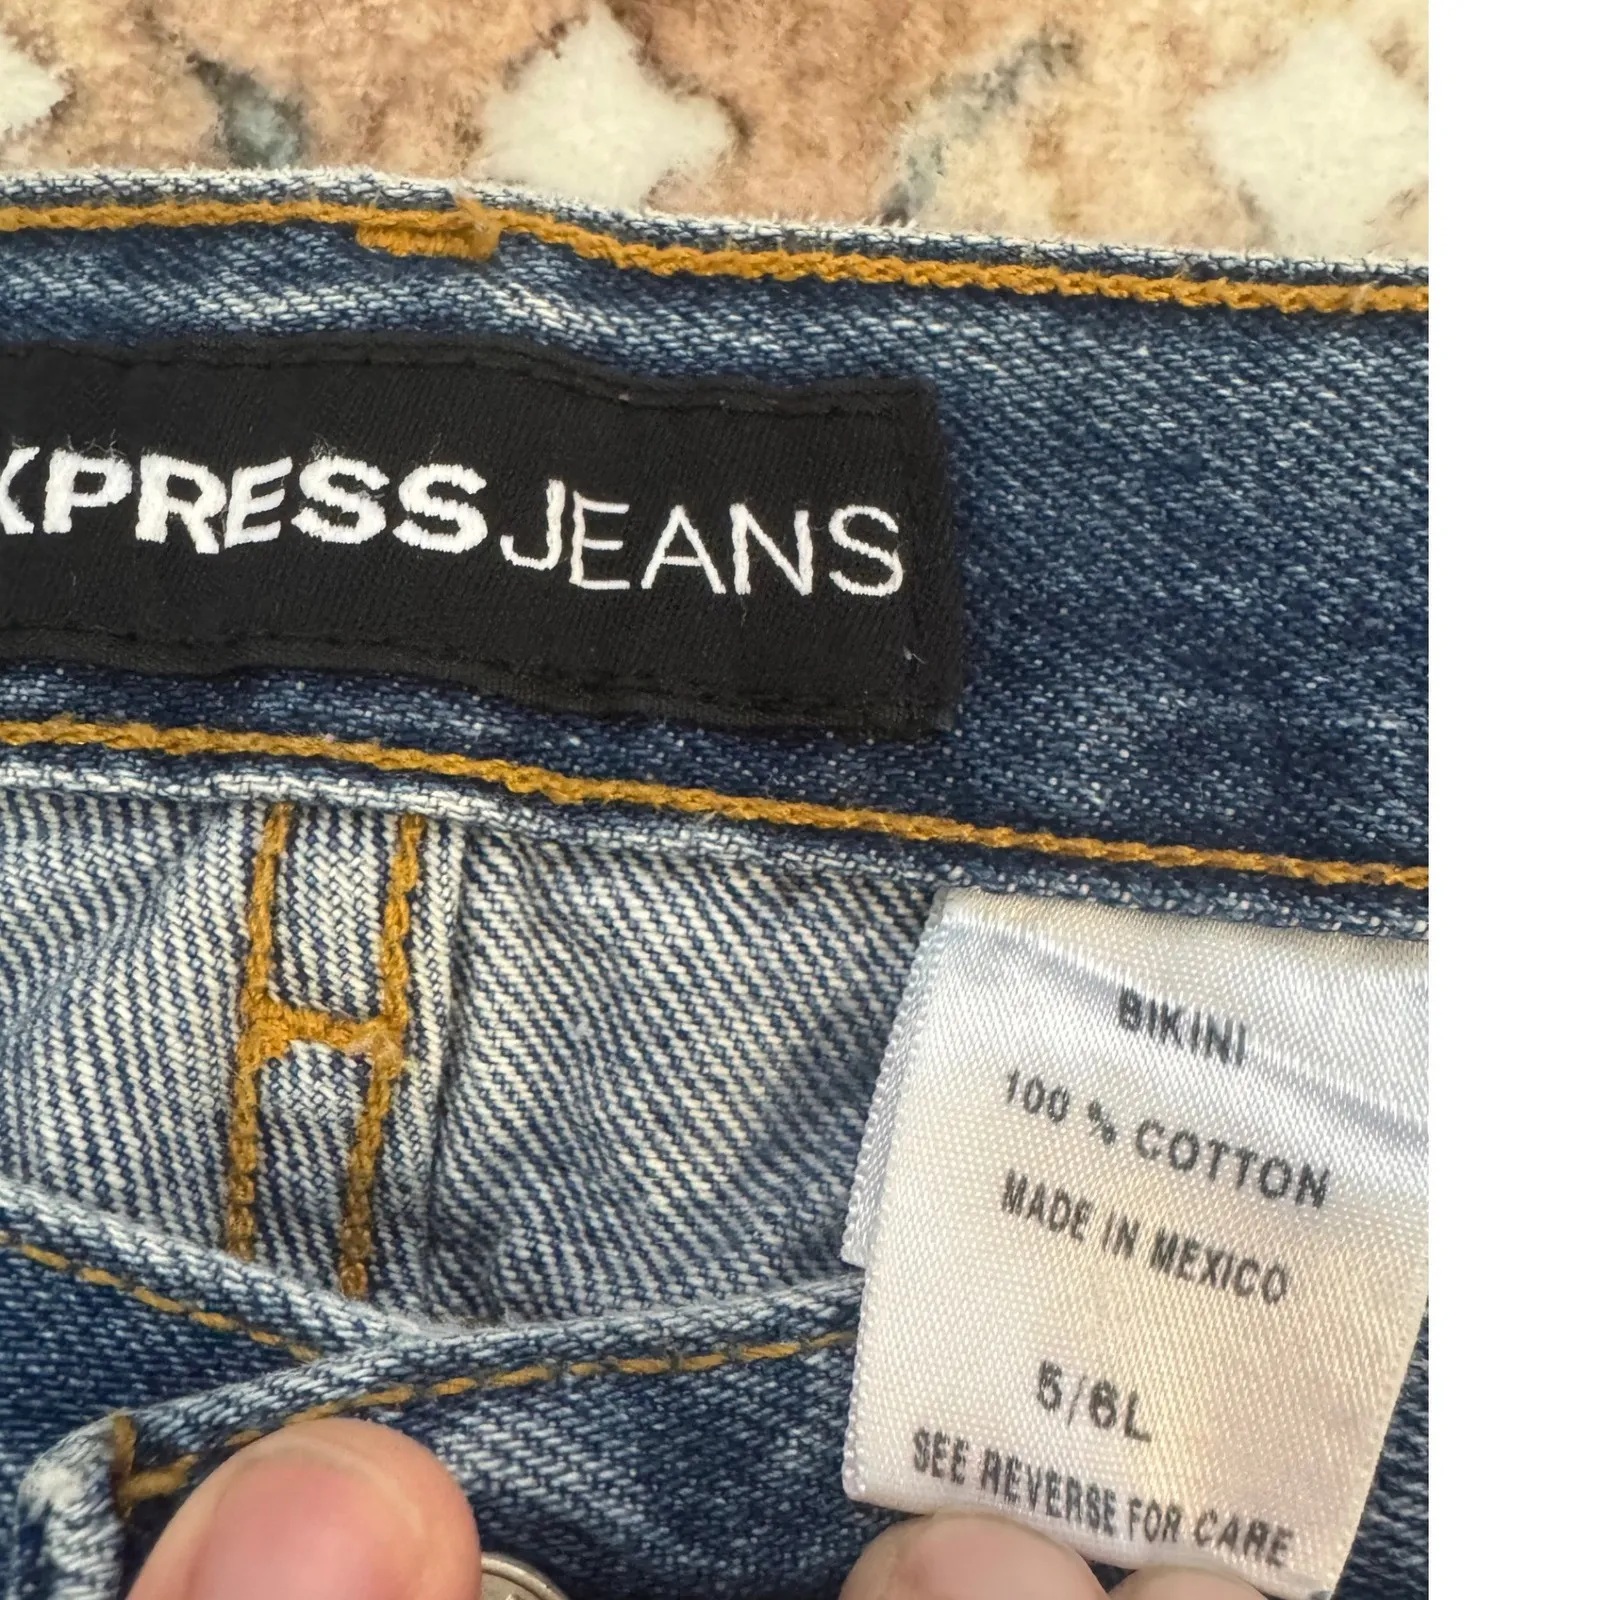 XPRESS JEANS
BIKINI
100 % COTTON
MADE IN MEXICO
5/6L
SEE REVERSE FOR CARE